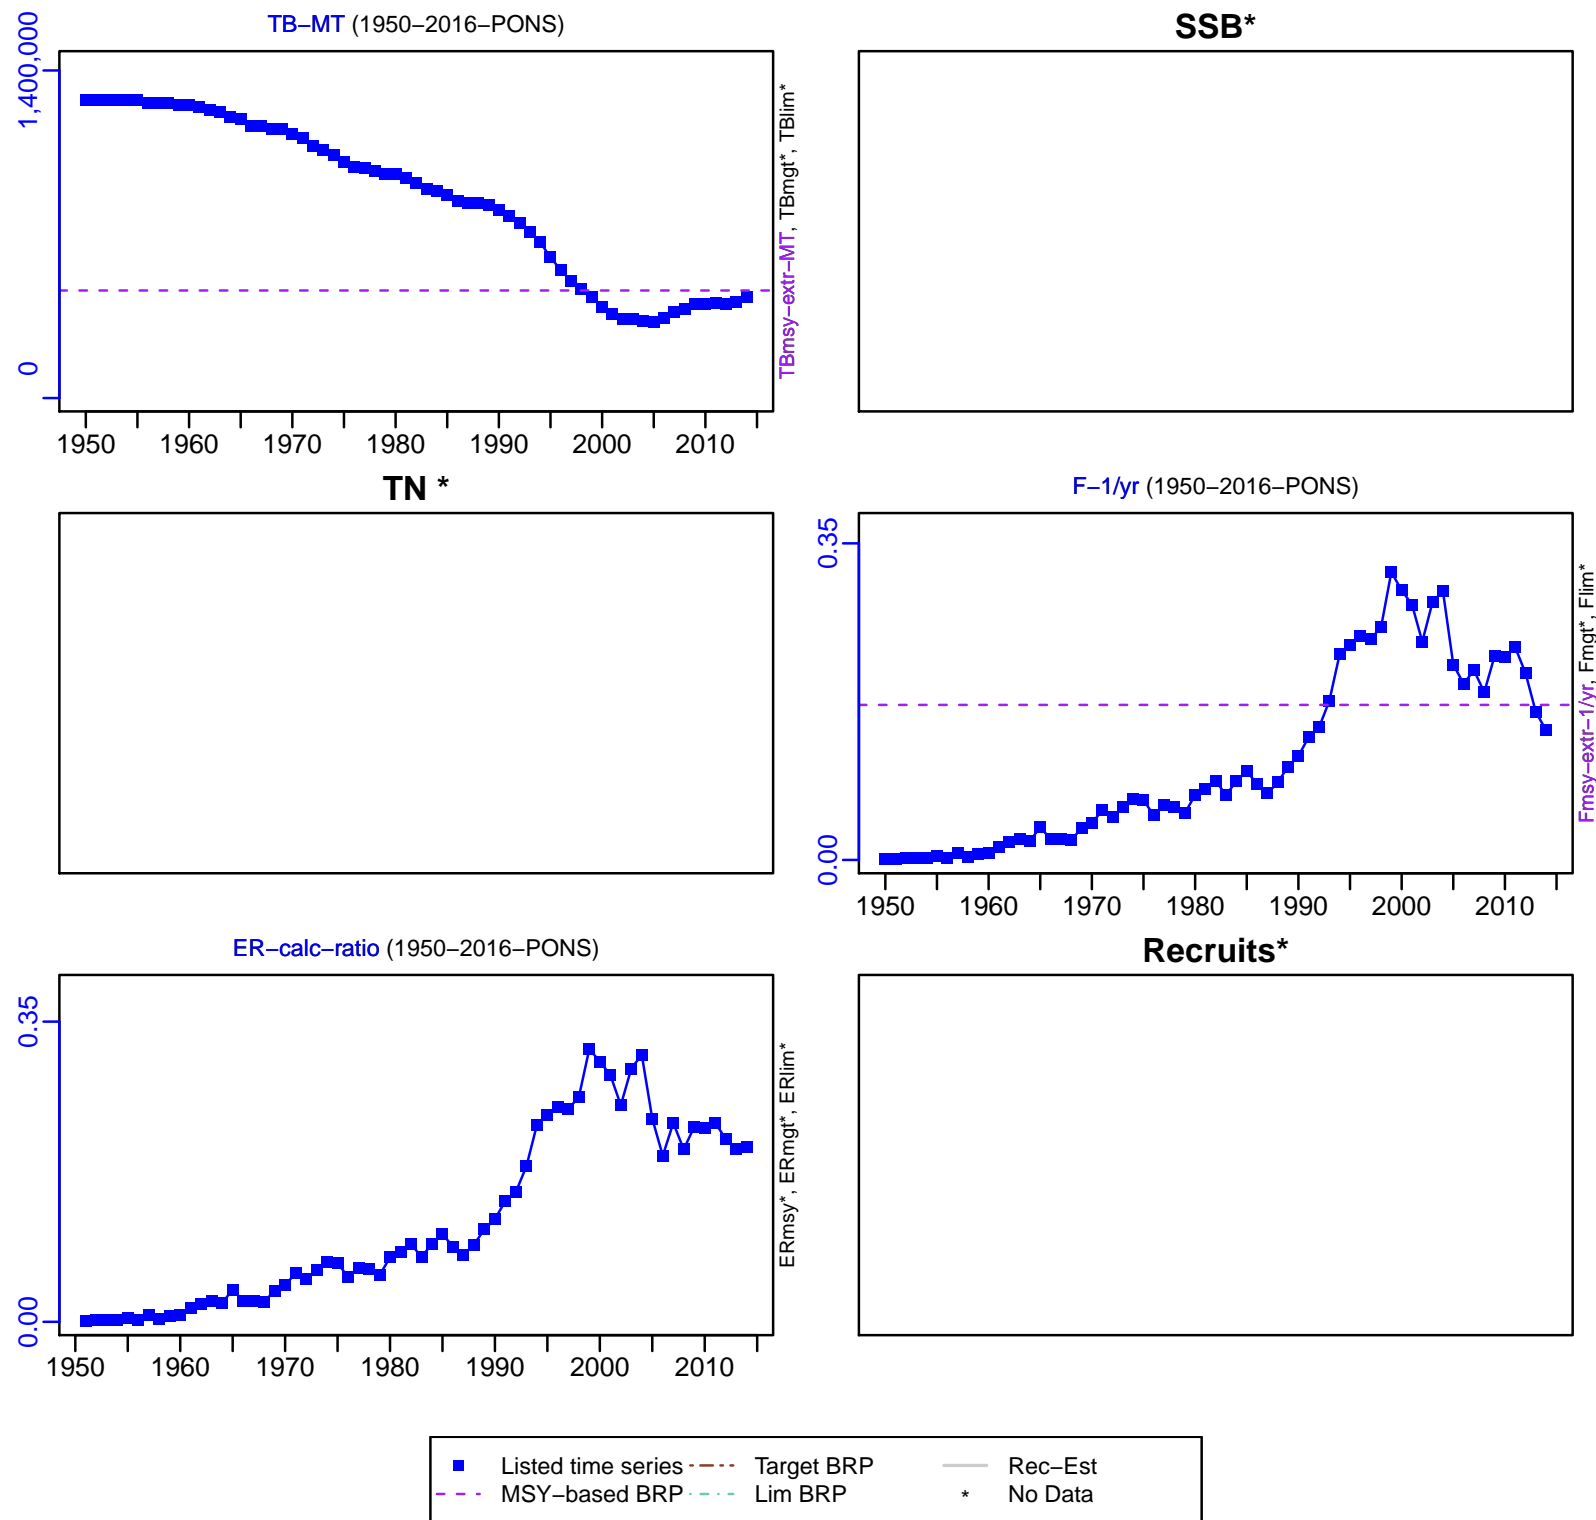 TB−MT (1950−2016−PONS)
1,400,000
0
TBmsy−extr−MT, TBmgt*, TBlim*
1950 1960 1970 1980 1990 2000 2010
SSB*
TN *
F−1/yr (1950−2016−PONS)
0.35
0.00
Fmsy−extr−1/yr, Fmgt*, Flim*
1950 1960 1970 1980 1990 2000 2010
ER−calc−ratio (1950−2016−PONS)
0.35
0.00
ERmsy*, ERmgt*, ERlim*
1950 1960 1970 1980 1990 2000 2010
Recruits*
Listed time series Target BRP Rec−Est
MSY−based BRP Lim BRP * No Data